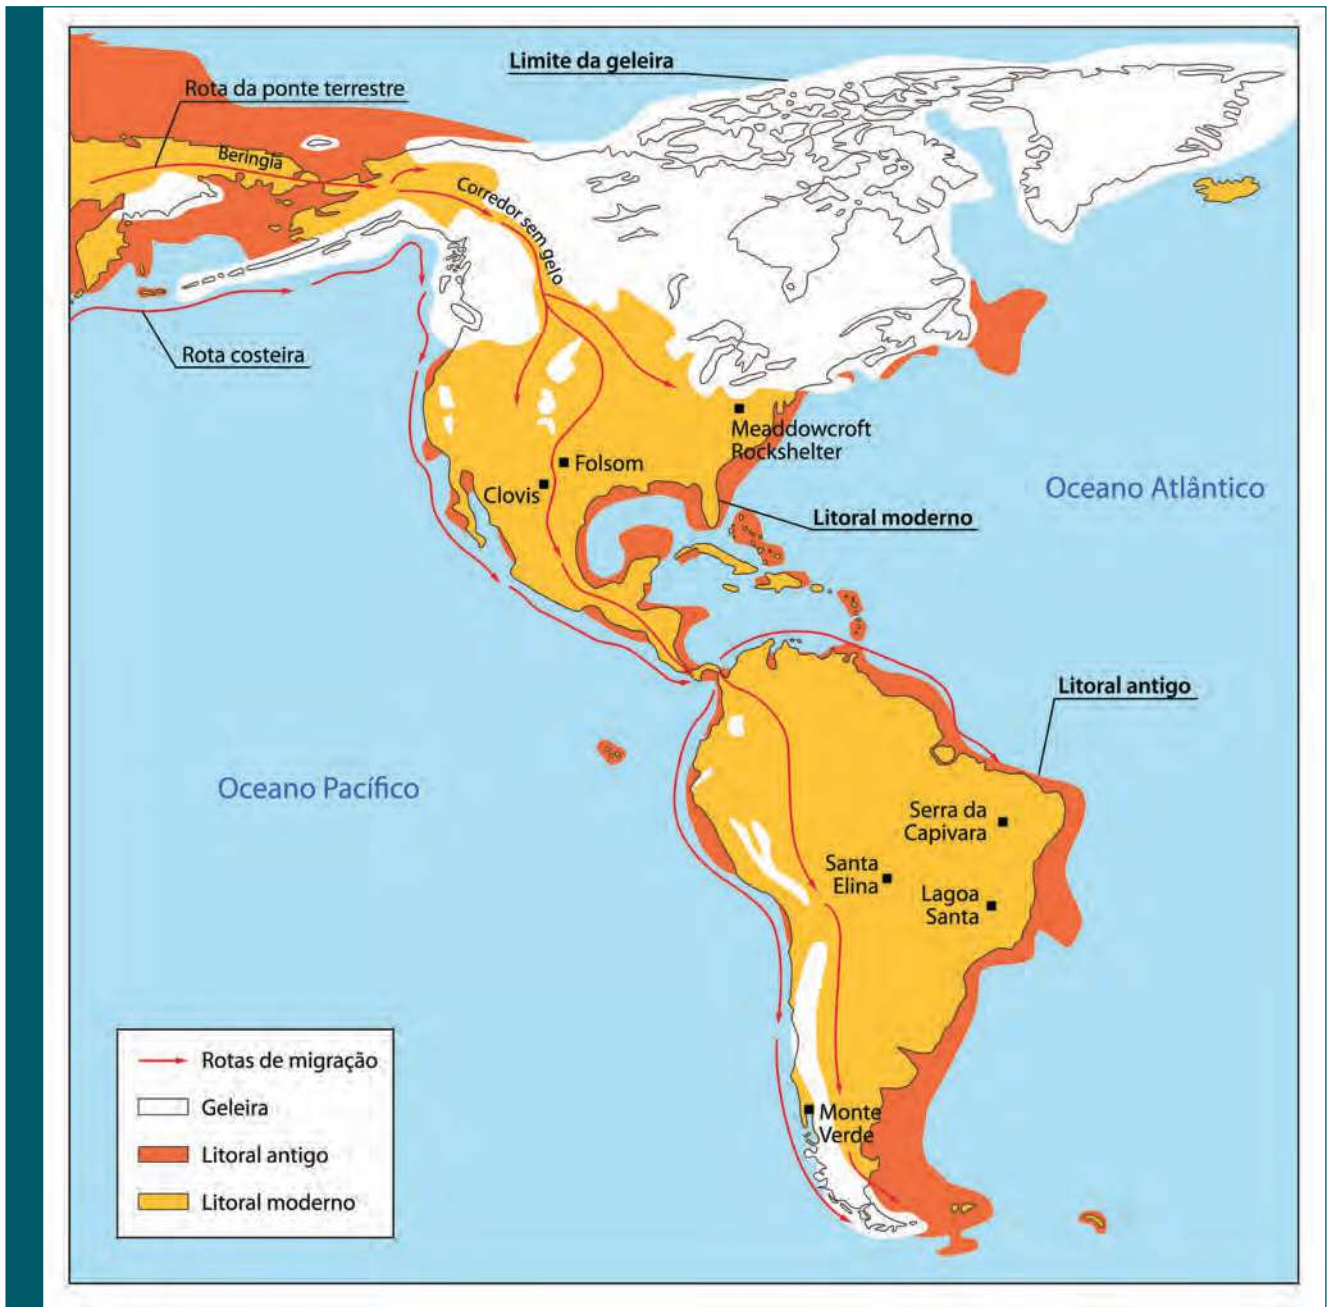 Limite da geleira
Rota da ponte terrestre
Beringia
Corredor sem gelo
Rota costeira
Meaddowcroft
Rockshelter
Folsom
Clovis
Oceano Atlântico
Litoral moderno
Litoral antigo
Oceano Pacífico
Serra da
Capivara
Santa
Elina
Lagoa
Santa
Monte
Verde
Rotas de migração
Geleira
Litoral antigo
Litoral moderno